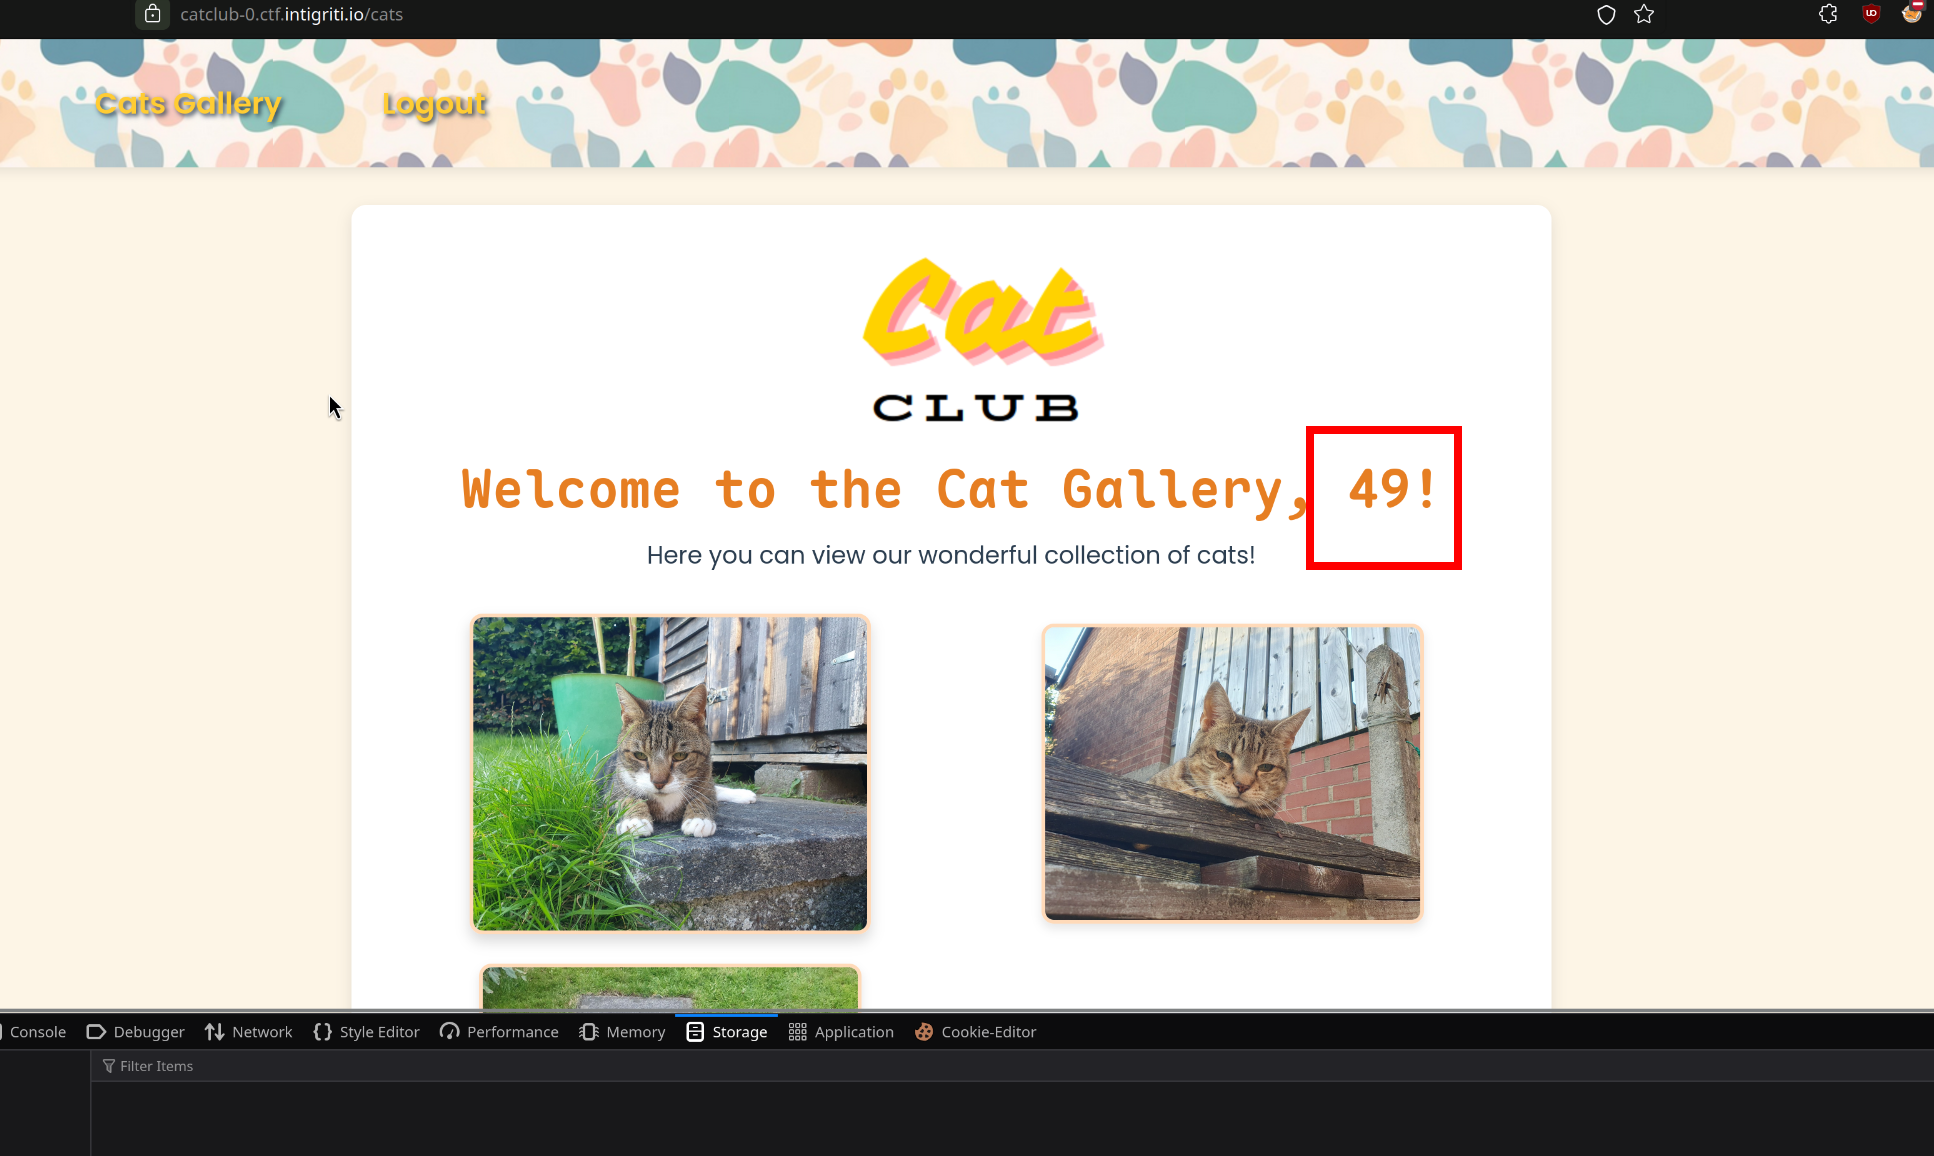 catclub-0.ctf.intigriti.io/cats
Cats Gallery
Logout
Cat
CLUB
Welcome to the Cat Gallery, 49!
Here you can view our wonderful collection of cats!
Console
Debugger
Network
Style Editor
Performance
Memory
Storage
Application
Cookie-Editor
Filter Items